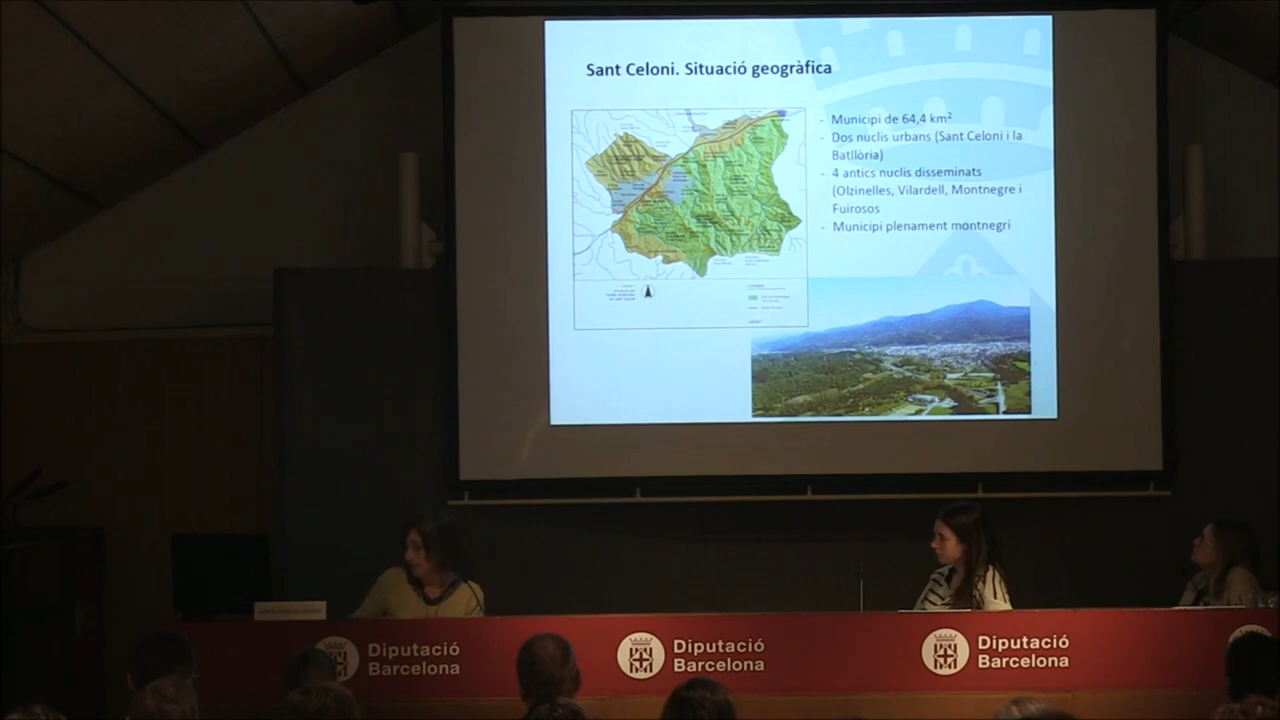 Sant Celoni. Situació geogràfica
- Municipi de 64,4 km²
- Dos nuclis urbans (Sant Celoni i la
Batllòria)
- 4 antics nuclis disseminats
(Olzinelles, Vilardell, Montnegre i
Fuirosos
- Municipi plenament montnegrí
Diputació
Barcelona
Diputació
Barcelona
Diputació
Barcelona